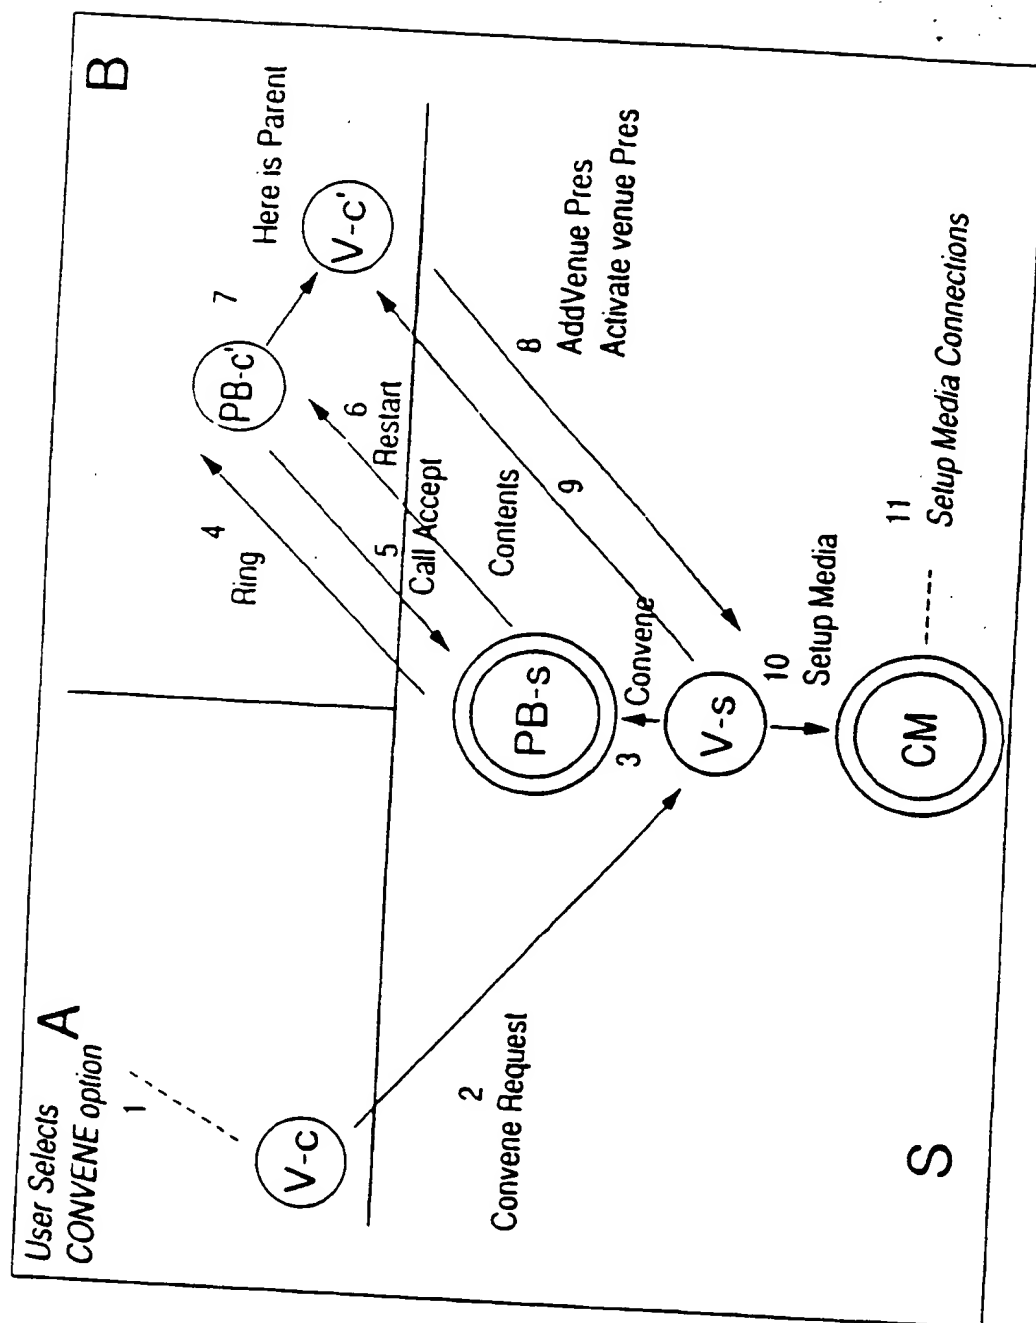 User Selects
CONVENE option
A
1
V-c
2
Convene Request
B
4
Ring
5
Call Accept
6
Restart
PB-c'
7
Here is Parent
V-c'
PB-s
Contents
3
Convene
V-s
9
8
AddVenue Pres
Activate venue Pres
10
Setup Media
CM
11
Setup Media Connections
S